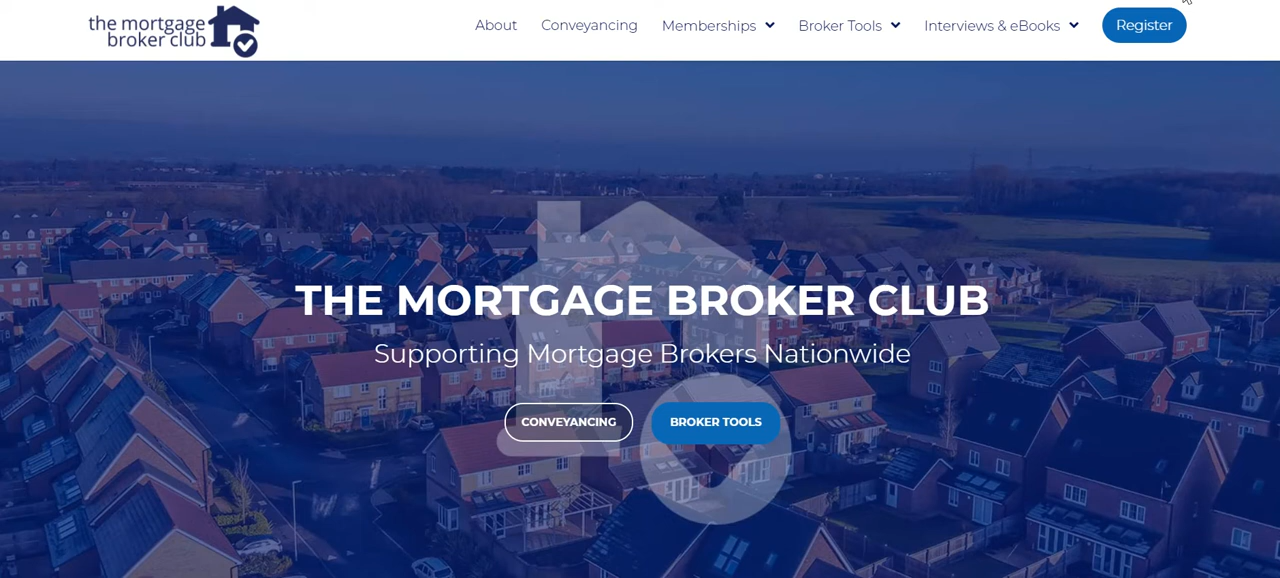 the mortgage
broker club
About
Conveyancing
Memberships
Broker Tools
Interviews & eBooks
Register
THE MORTGAGE BROKER CLUB
Supporting Mortgage Brokers Nationwide
CONVEYANCING
BROKER TOOLS